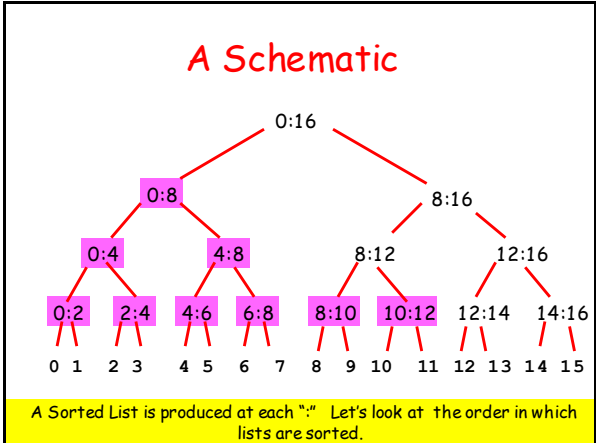 A Schematic
0:16
0:8 8:16
0:4 4:8 8:12 12:16
0:2 2:4 4:6 6:8 8:10 10:12 12:14 14:16
0 1 2 3 4 5 6 7 8 9 10 11 12 13 14 15
A Sorted List is produced at each ":" Let's look at the order in which
lists are sorted.